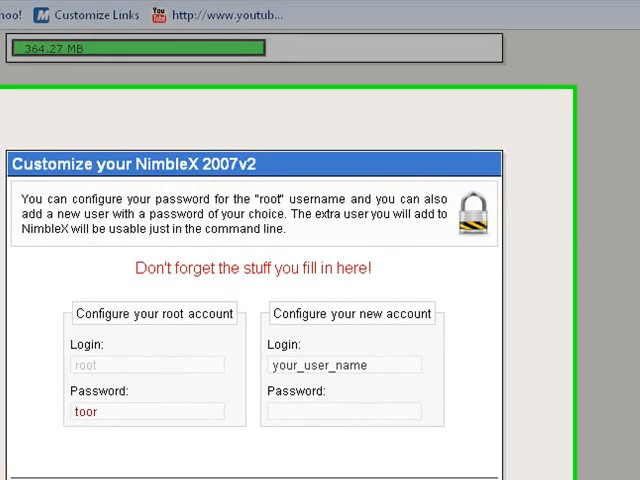 hoo! Customize Links http://www.youtub...
364.27 MB
Customize your NimbleX 2007v2
You can configure your password for the "root" username and you can also
add a new user with a password of your choice. The extra user you will add to
NimbleX will be usable just in the command line.
Don't forget the stuff you fill in here!
Configure your root account
Login:
root
Password:
toor
Configure your new account
Login:
your_user_name
Password: